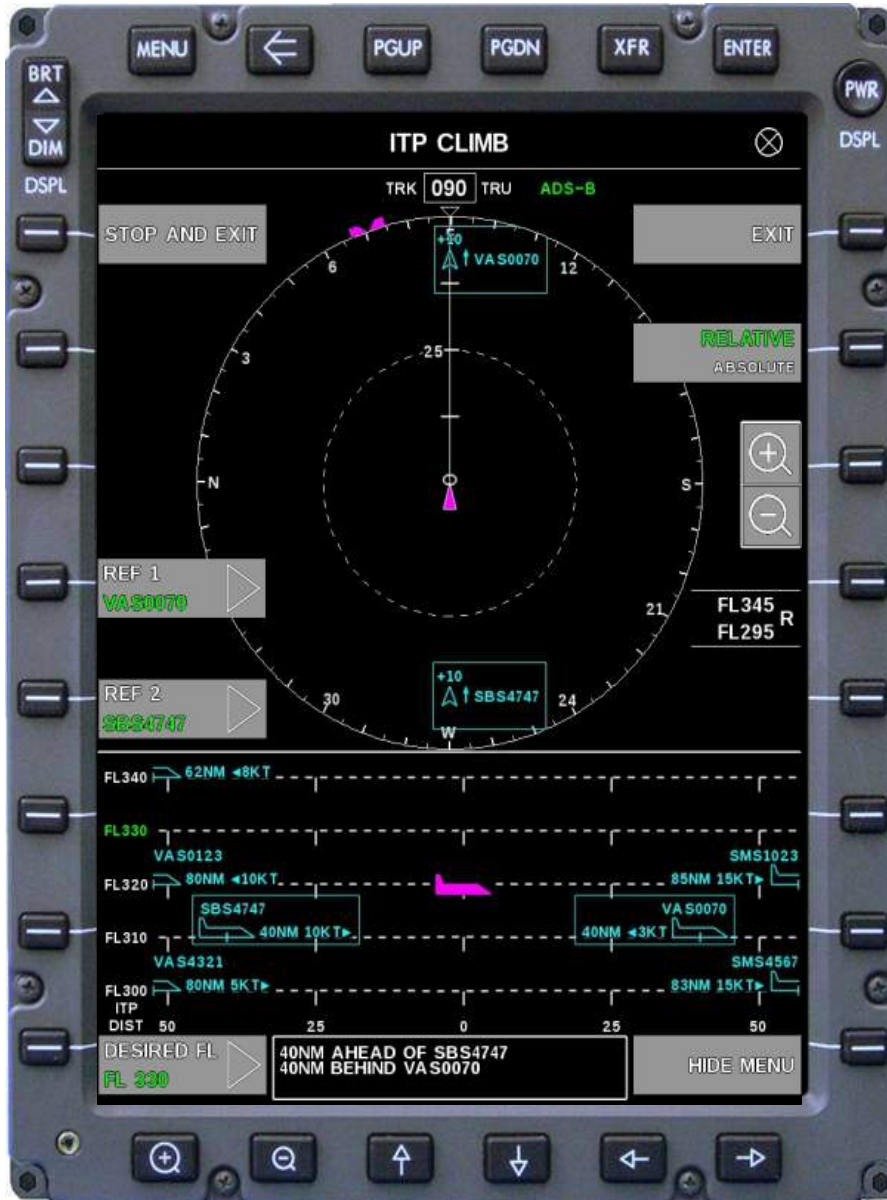 MENU PGUP PGDN XFR ENTER
BRT
DIM
DSPL
PWR
DSPL
ITP CLIMB
TRK 090 TRU ADS-B
STOP AND EXIT
EXIT
+10
VAS0070
6
E
12
3
25
RELATIVE
ABSOLUTE
N
S
REF 1
VAS0070
21
FL345
FL295
R
REF 2
SBS4747
+10
SBS4747
30
W
24
FL340 62NM ◄8KT
FL330
VAS0123 SMS1023
FL320 80NM ◄10KT 85NM 15KT►
SBS4747 VAS0070
FL310 40NM 10KT► 40NM ◄3KT
VAS4321 SMS4567
FL300 80NM 5KT► 83NM 15KT►
ITP
DIST 50 25 0 25 50
DESIRED FL
FL 330
40NM AHEAD OF SBS4747
40NM BEHIND VAS0070
HIDE MENU